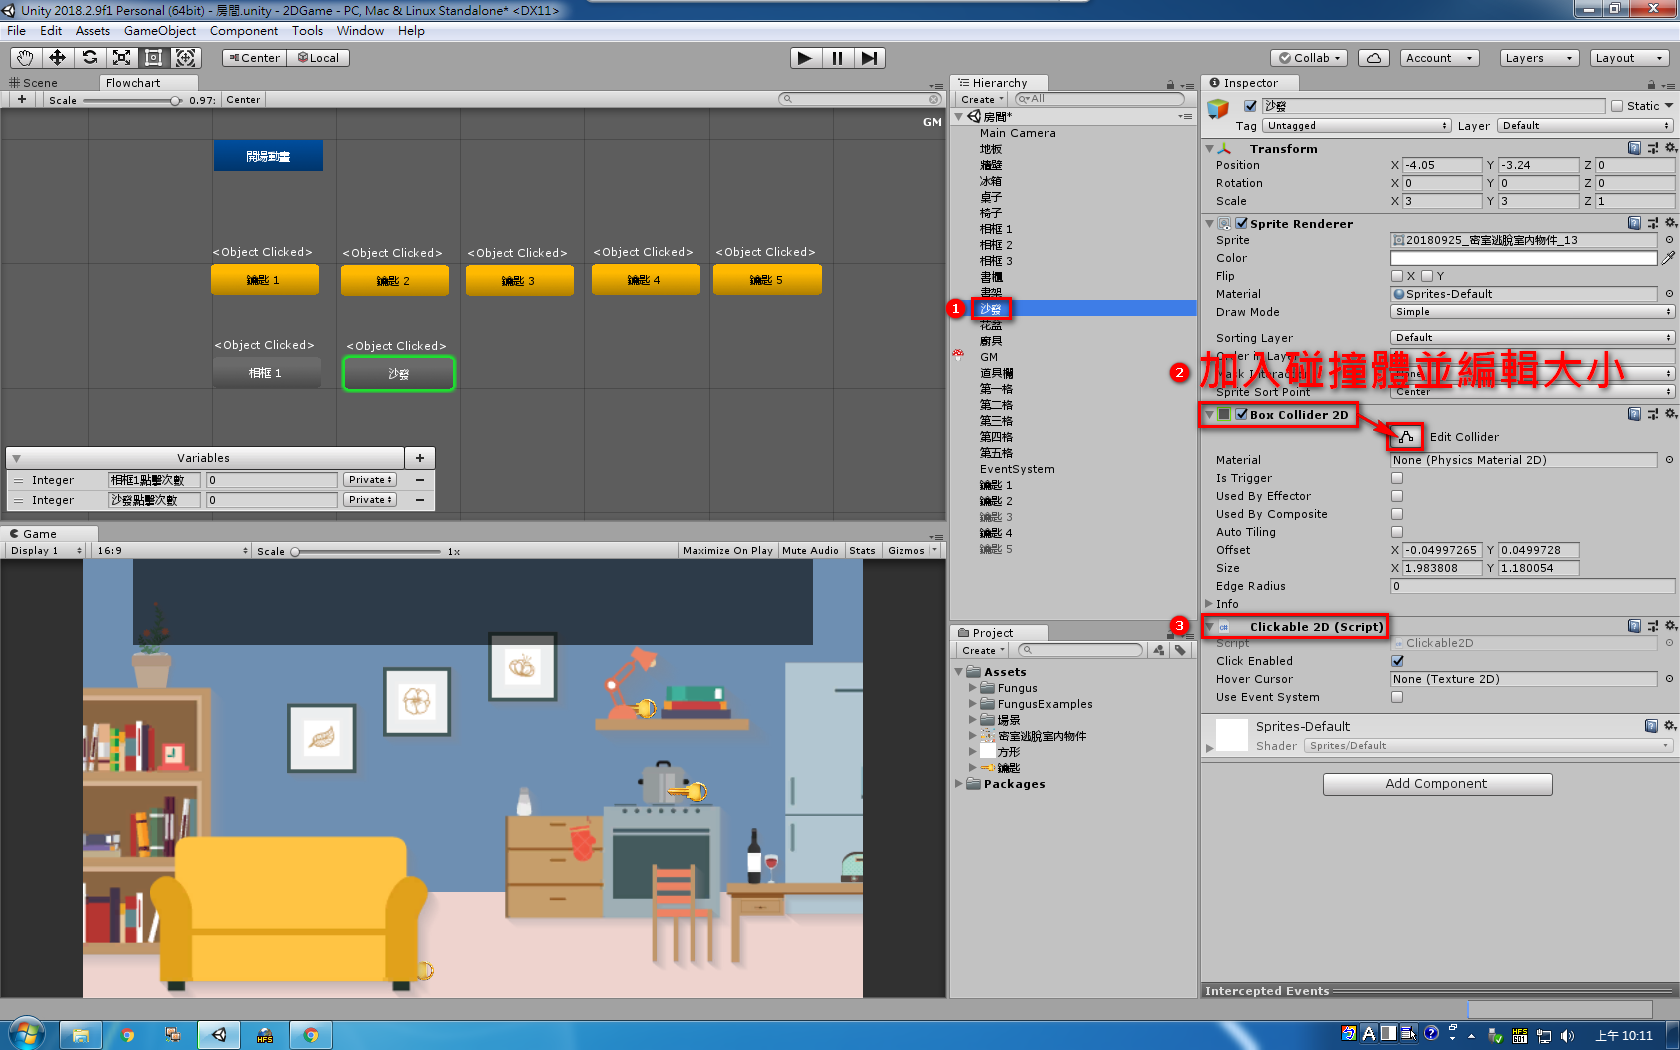 Unity 2018.2.9f1 Personal (64bit) - 房間.unity - 2DGame - PC, Mac & Linux Standalone* <DX11>
File Edit Assets GameObject Component Tools Window Help
Center Local
Collab Account Layers Layout
Scene Flowchart
+ Scale 0.97: Center
GM
開場動畫
<Object Clicked> <Object Clicked> <Object Clicked> <Object Clicked> <Object Clicked>
鑰匙 1 鑰匙 2 鑰匙 3 鑰匙 4 鑰匙 5
<Object Clicked> <Object Clicked>
相框 1 沙發
Variables +
Integer 相框1點擊次數 0 Private
Integer 沙發點擊次數 0 Private
Game
Display 1 16:9 Scale 1x Maximize On Play Mute Audio Stats Gizmos
Hierarchy
Create All
房間*
Main Camera
地板
牆壁
冰箱
桌子
椅子
相框 1
相框 2
相框 3
書櫃
書架
1 沙發
花盆
廚具
GM
道具欄
第一格
第二格
第三格
第四格
第五格
EventSystem
鑰匙 1
鑰匙 2
鑰匙 3
鑰匙 4
鑰匙 5
Project
Create
Assets
Fungus
FungusExamples
場景
密室逃脫室內物件
方形
鑰匙
Packages
Inspector
沙發 Static
Tag Untagged Layer Default
Transform
Position X -4.05 Y -3.24 Z 0
Rotation X 0 Y 0 Z 0
Scale X 3 Y 3 Z 1
Sprite Renderer
Sprite 20180925_密室逃脫室內物件_13
Color
Flip X Y
Material Sprites-Default
Draw Mode Simple
Sorting Layer Default
Order in Layer
Mask Interaction None
2 加入碰撞體並編輯大小
Sprite Sort Point Center
Box Collider 2D
Edit Collider
Material None (Physics Material 2D)
Is Trigger
Used By Effector
Used By Composite
Auto Tiling
Offset X -0.04997265 Y 0.0499728
Size X 1.983808 Y 1.180054
Edge Radius 0
Info
3 Clickable 2D (Script)
Script Clickable2D
Click Enabled
Hover Cursor None (Texture 2D)
Use Event System
Sprites-Default
Shader Sprites/Default
Add Component
Intercepted Events
上午 10:11